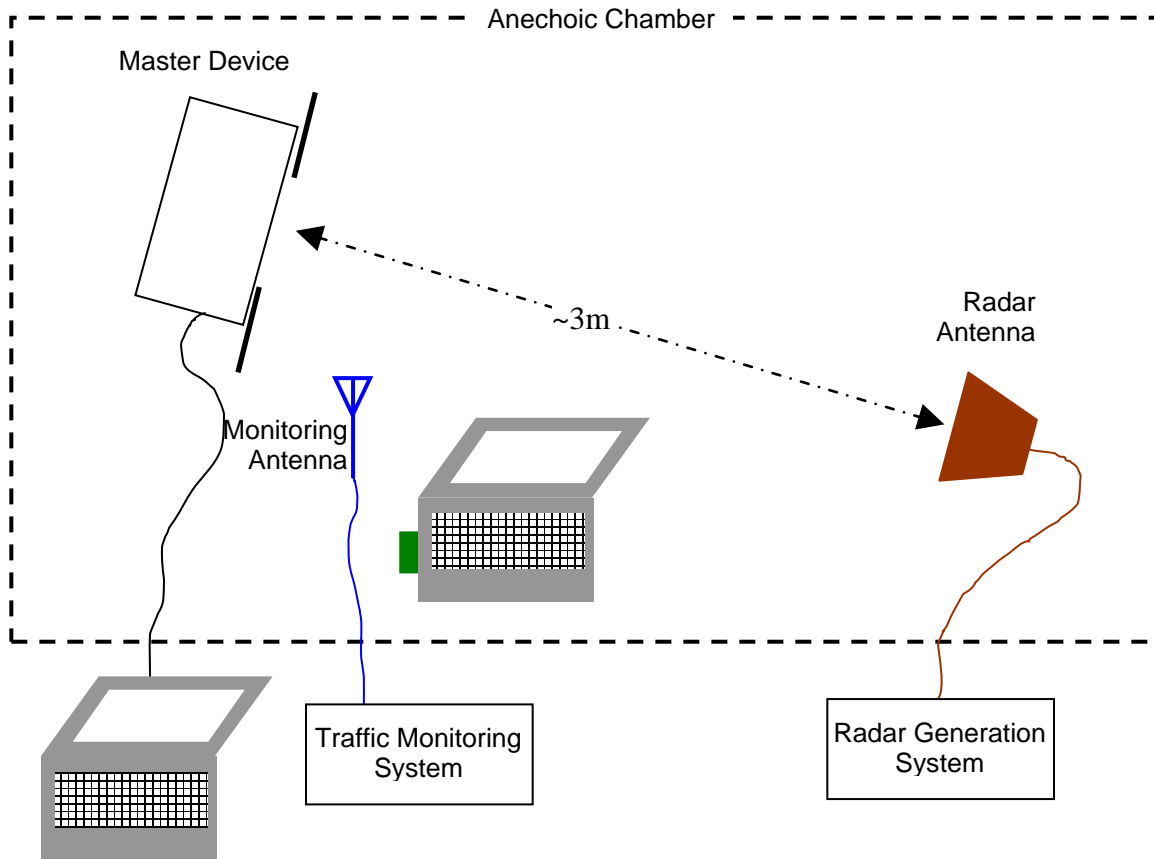 Anechoic Chamber
Master Device
~3m
Radar
Antenna
Monitoring
Antenna
Traffic Monitoring
System
Radar Generation
System